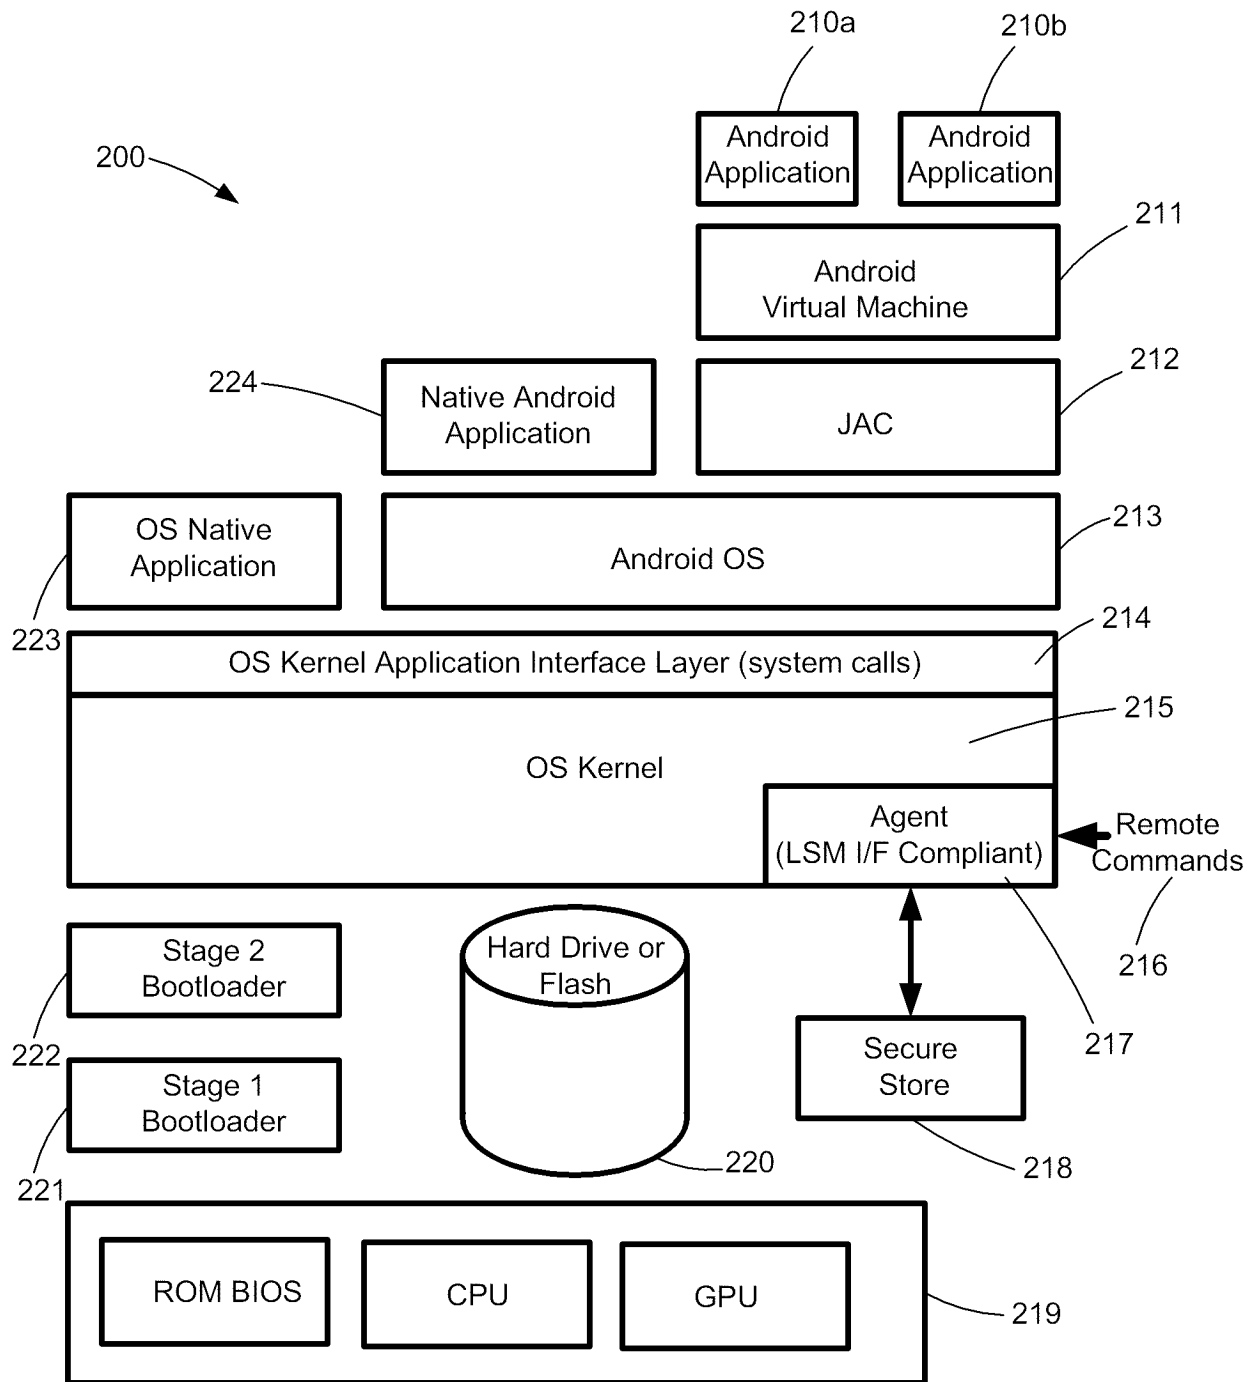 210a
210b
200
Android
Application
Android
Application
211
Android
Virtual Machine
212
224
Native Android
Application
JAC
213
OS Native
Application
Android OS
223
214
OS Kernel Application Interface Layer (system calls)
215
OS Kernel
Agent
(LSM I/F Compliant)
Remote
Commands
216
Stage 2
Bootloader
Hard Drive or
Flash
222
217
Secure
Store
Stage 1
Bootloader
220
218
221
ROM BIOS
CPU
GPU
219